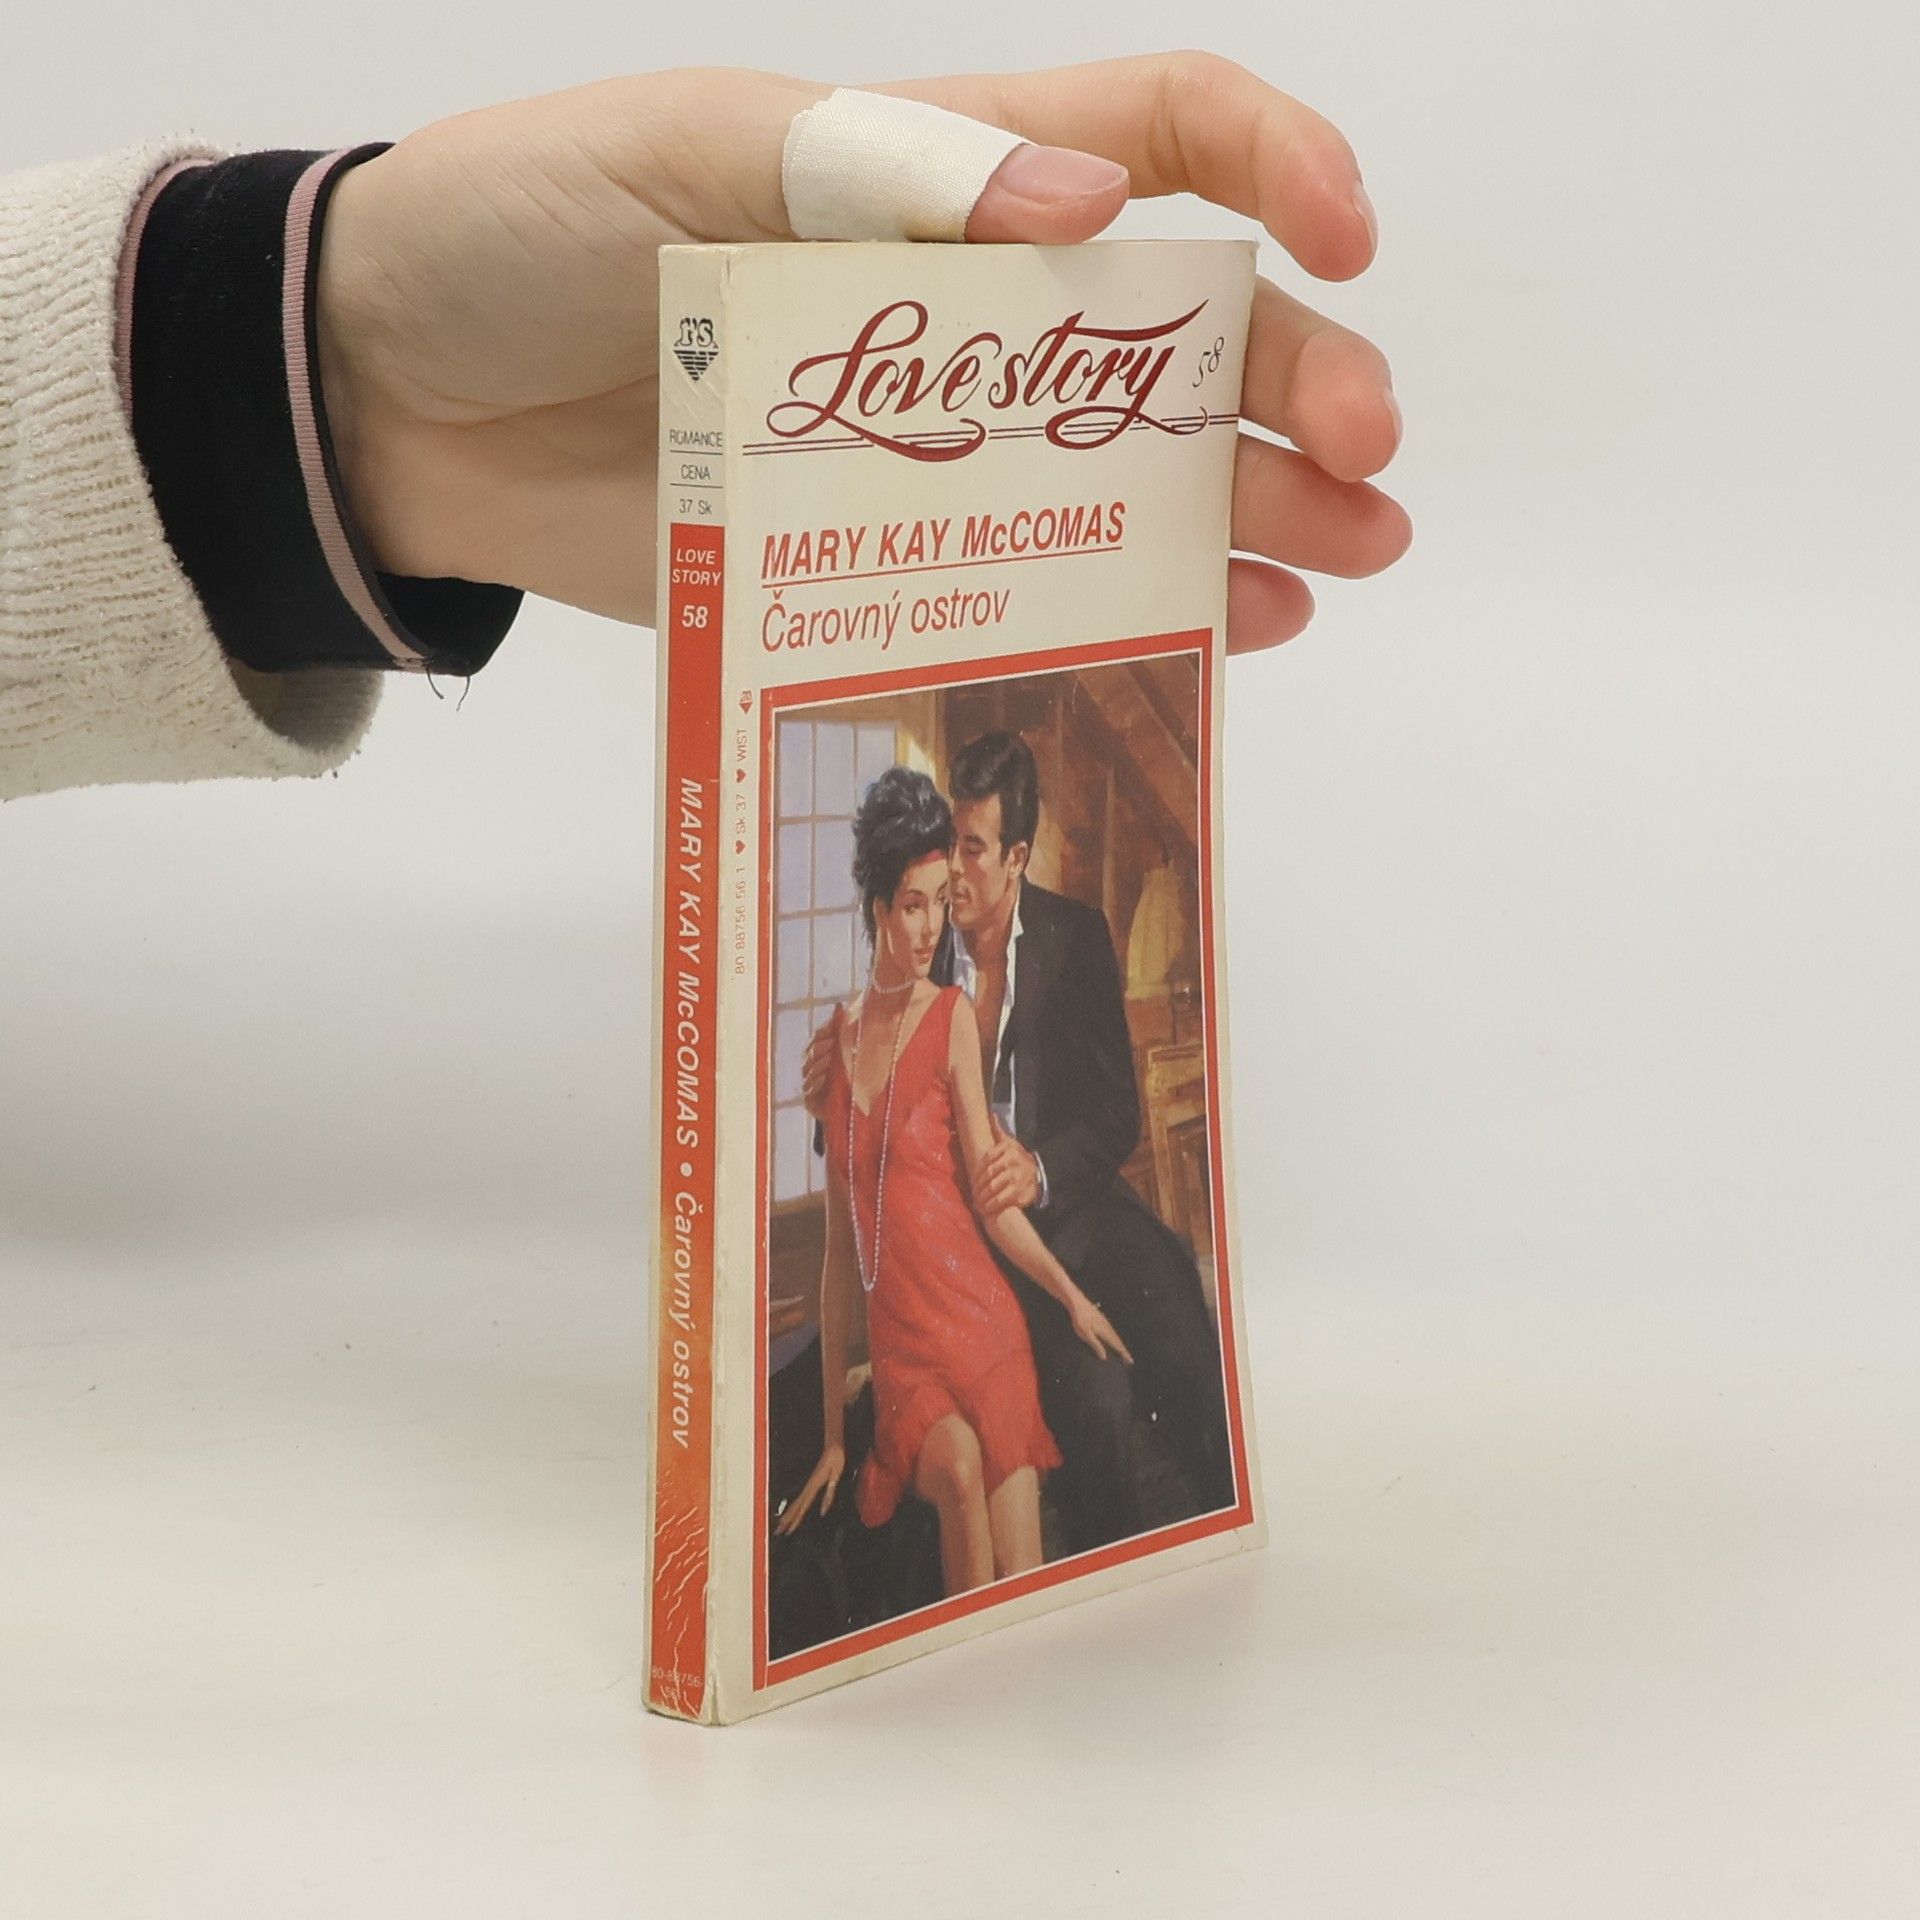 r's.
ROMANCE
CENA
37 Sk
LOVE
STORY
58
MARY KAY McCOMAS • Čarovný ostrov
Love story 58
MARY KAY McCOMAS
Čarovný ostrov
80 88756 56 1 ♥ Sk 37 ♥ WIST